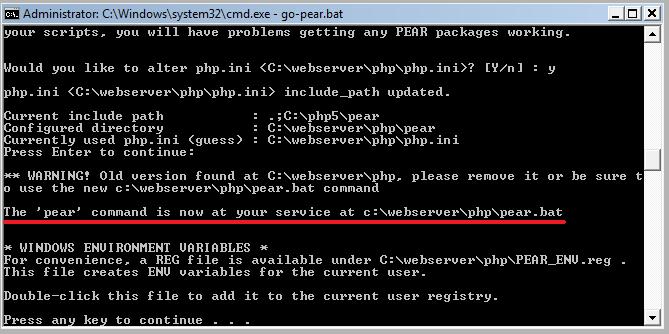 Administrator: C:\Windows\system32\cmd.exe - go-pear.bat
your scripts, you will have problems getting any PEAR packages working.
Would you like to alter php.ini <C:\webserver\php\php.ini>? [Y/n] : y
php.ini <C:\webserver\php\php.ini> include_path updated.
Current include path : .;C:\php5\pear
Configured directory : C:\webserver\php\pear
Currently used php.ini (guess) : C:\webserver\php\php.ini
Press Enter to continue:
** WARNING! Old version found at C:\webserver\php, please remove it or be sure t
o use the new c:\webserver\php\pear.bat command
The 'pear' command is now at your service at c:\webserver\php\pear.bat
* WINDOWS ENVIRONMENT VARIABLES *
For convenience, a REG file is available under C:\webserver\php\PEAR_ENV.reg .
This file creates ENV variables for the current user.
Double-click this file to add it to the current user registry.
Press any key to continue . . .